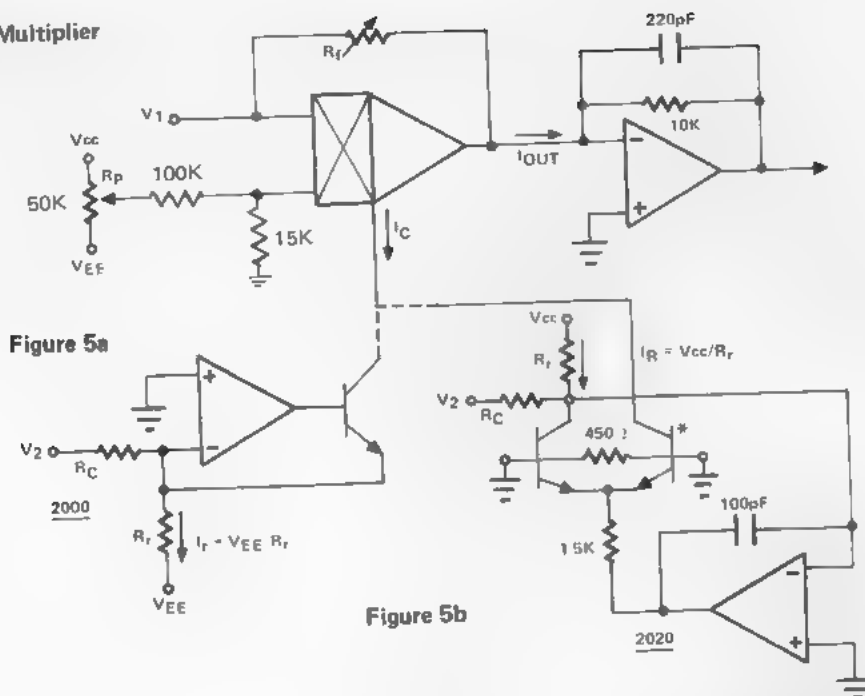 Multiplier
220pF
Rf
V1
10K
IOUT
Vcc
Rp
100K
50K
15K
VEE
IC
Figure 5a
Vcc
IR = Vcc/Rr
Rr
V2
RC
450Ω
*
V2
RC
2000
100pF
Rr
Ir = VEE Rr
15K
VEE
Figure 5b
2020